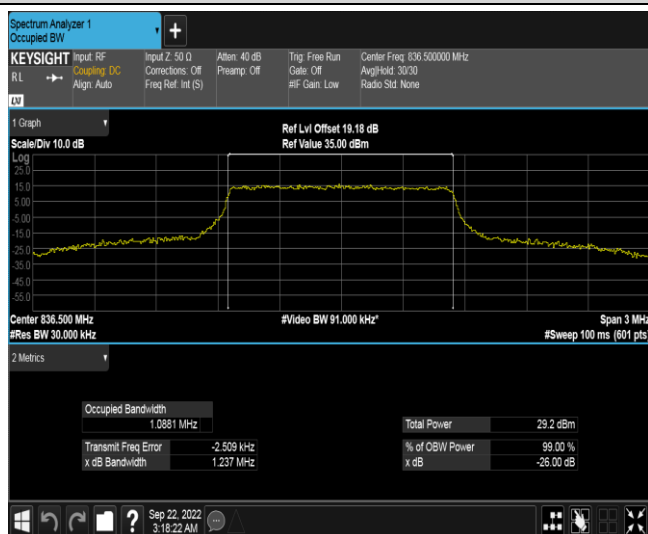 Spectrum Analyzer 1
Occupied BW
+
KEYSIGHT
R L
LXI
Input: RF
Coupling: DC
Align: Auto
Input Z: 50 Ω
Corrections: Off
Freq Ref: Int (S)
Atten: 40 dB
Preamp: Off
Trig: Free Run
Gate: Off
#IF Gain: Low
Center Freq: 836.500000 MHz
Avg|Hold: 30/30
Radio Std: None
1 Graph
Scale/Div 10.0 dB
Ref Lvl Offset 19.18 dB
Ref Value 35.00 dBm
Log
25.0
15.0
5.00
-5.00
-15.0
-25.0
-35.0
-45.0
-55.0
Center 836.500 MHz
#Res BW 30.000 kHz
#Video BW 91.000 kHz*
Span 3 MHz
#Sweep 100 ms (601 pts)
2 Metrics
Occupied Bandwidth
1.0881 MHz
Transmit Freq Error -2.509 kHz
x dB Bandwidth 1.237 MHz
Total Power 29.2 dBm
% of OBW Power 99.00 %
x dB -26.00 dB
?
Sep 22, 2022
3:18:22 AM